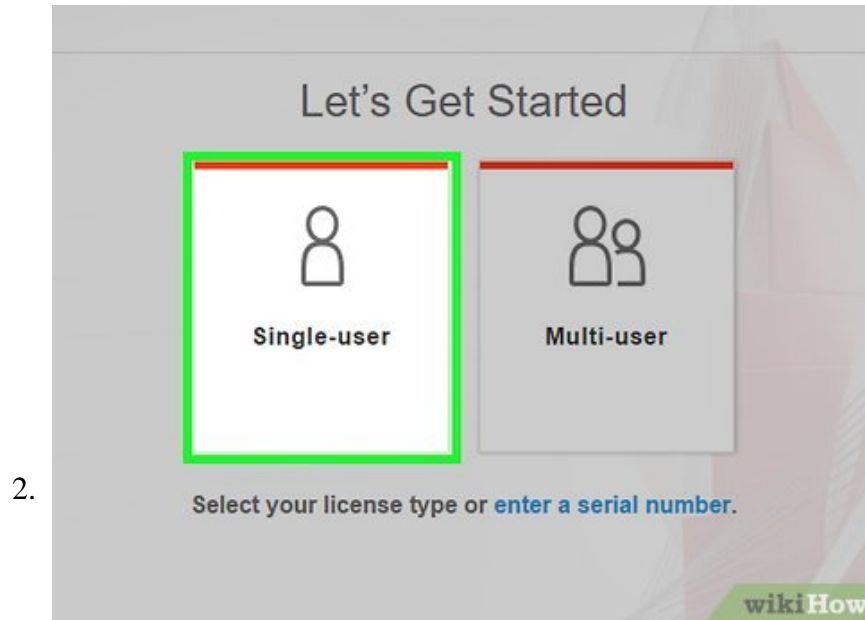 Let's Get Started
Single-user
Multi-user
2.
Select your license type or enter a serial number.
wikiHow